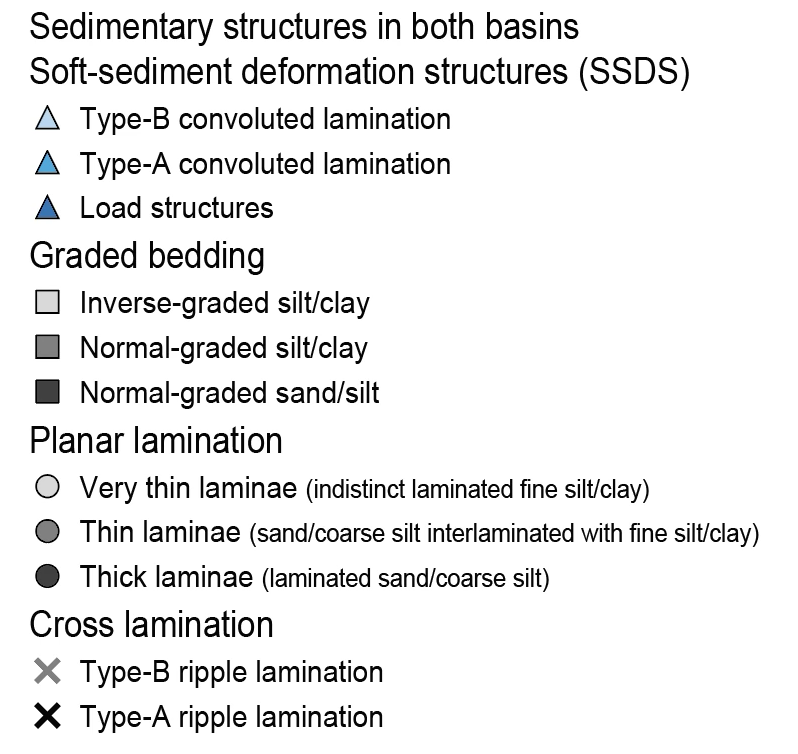 Sedimentary structures in both basins
Soft-sediment deformation structures (SSDS)
Type-B convoluted lamination
Type-A convoluted lamination
Load structures
Graded bedding
Inverse-graded silt/clay
Normal-graded silt/clay
Normal-graded sand/silt
Planar lamination
Very thin laminae (indistinct laminated fine silt/clay)
Thin laminae (sand/coarse silt interlaminated with fine silt/clay)
Thick laminae (laminated sand/coarse silt)
Cross lamination
Type-B ripple lamination
Type-A ripple lamination